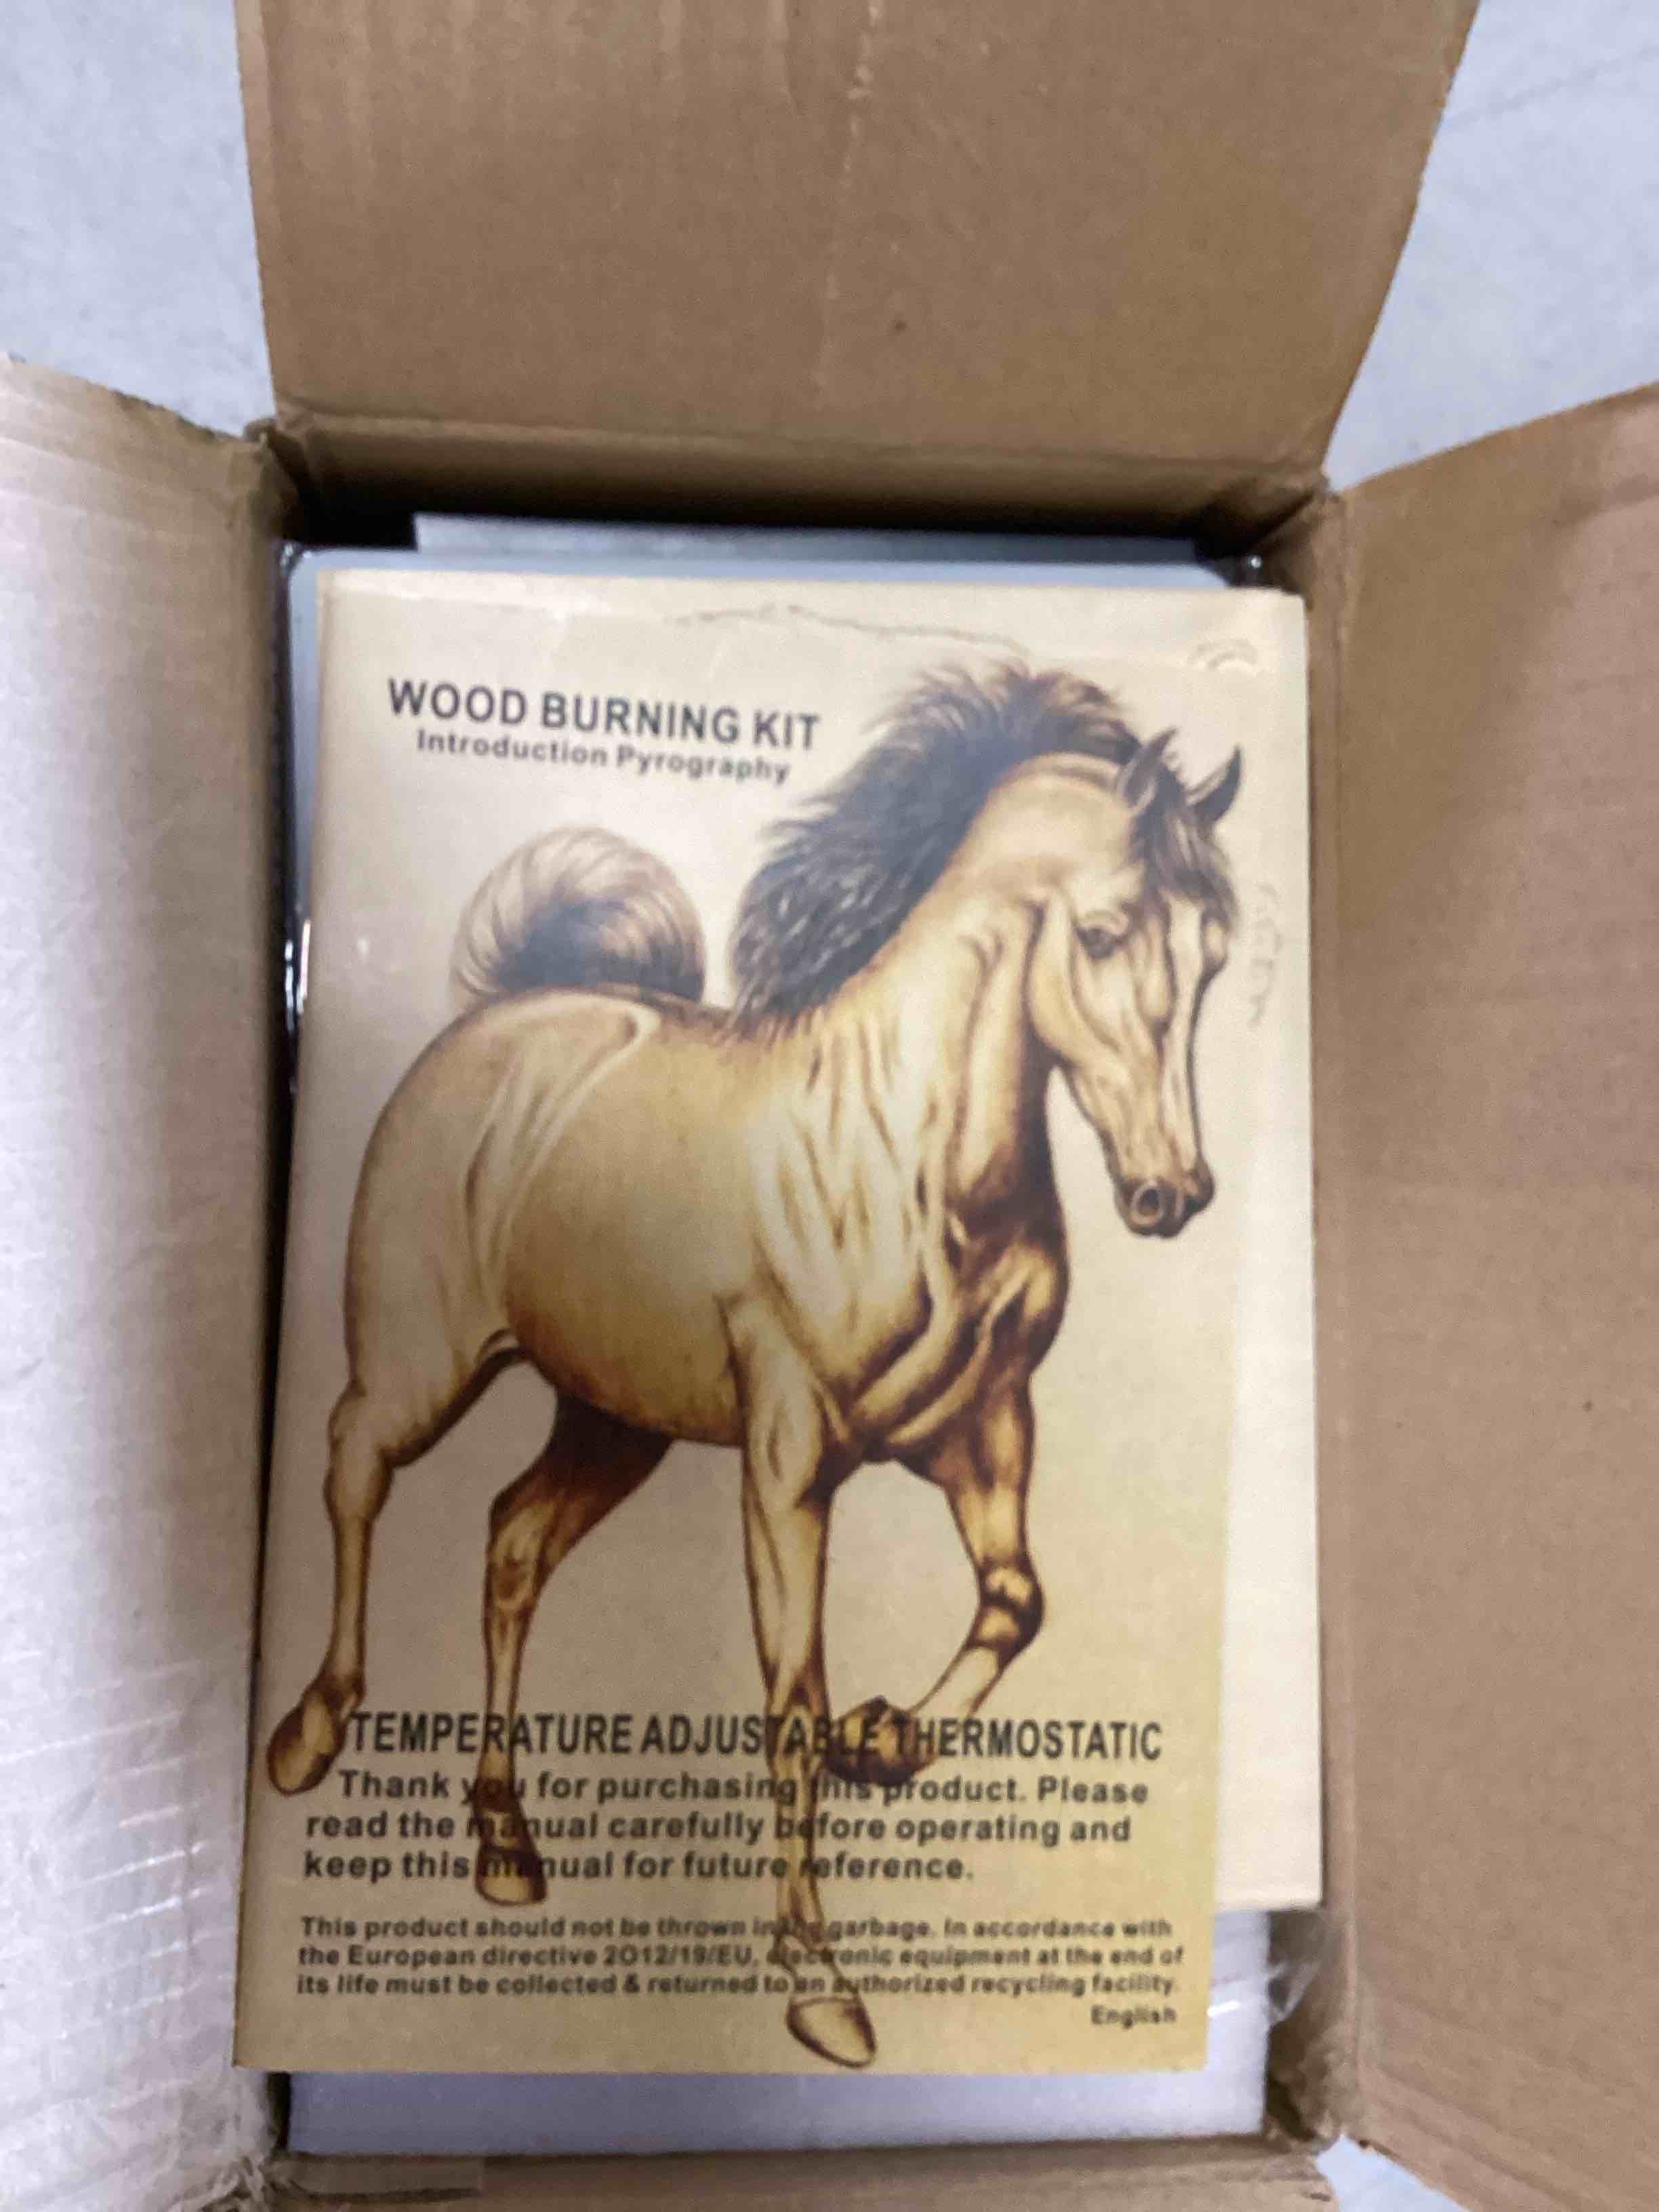 WOOD BURNING KIT
Introduction Pyrography
TEMPERATURE ADJUSTABLE THERMOSTATIC
Thank you for purchasing this product. Please
read the manual carefully before operating and
keep this manual for future reference.
This product should not be thrown in the garbage. In accordance with
the European directive 2012/19/EU, electronic equipment at the end of
its life must be collected & returned to an authorized recycling facility.
English